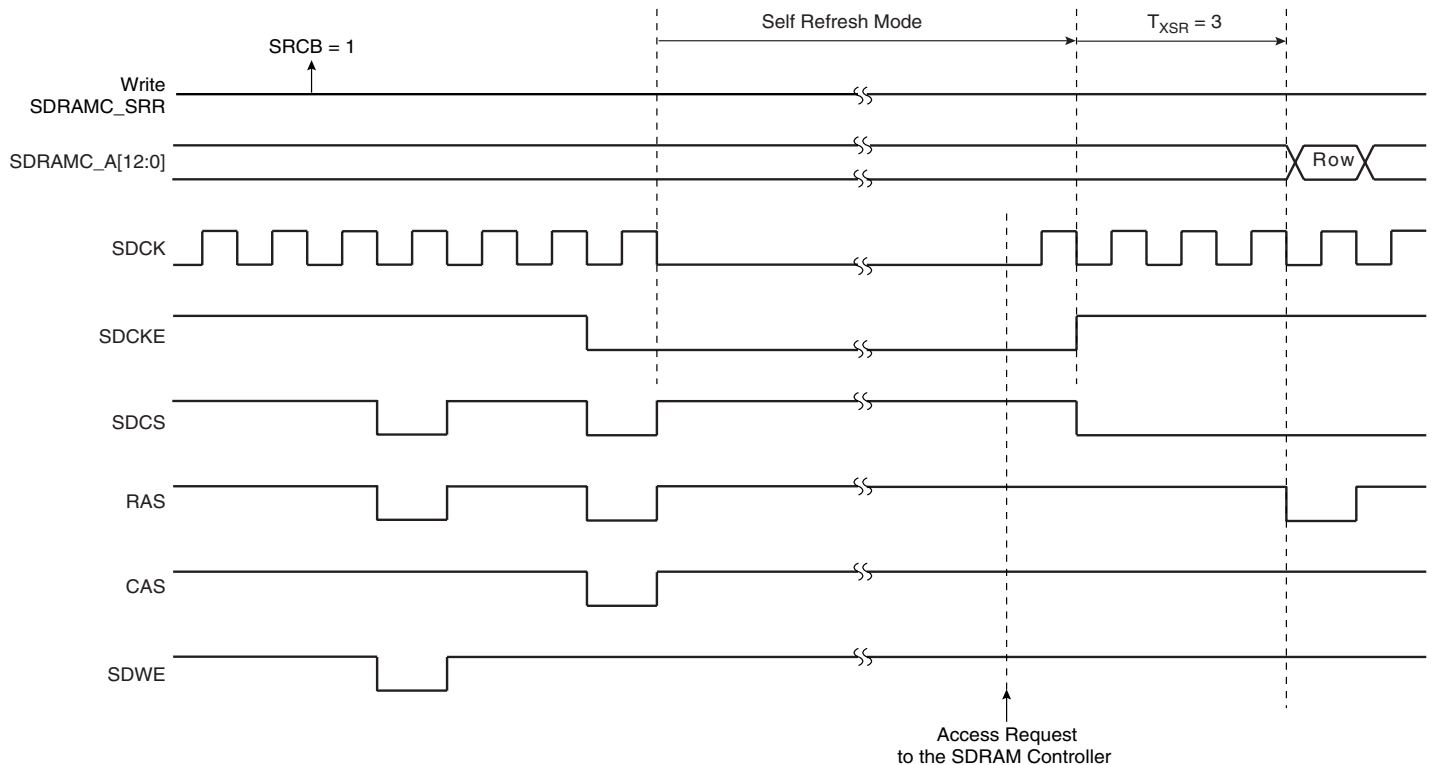 Self Refresh Mode
TXSR = 3
SRCB = 1
Write
SDRAMC_SRR
SDRAMC_A[12:0]
Row
SDCK
SDCKE
SDCS
RAS
CAS
SDWE
Access Request
to the SDRAM Controller